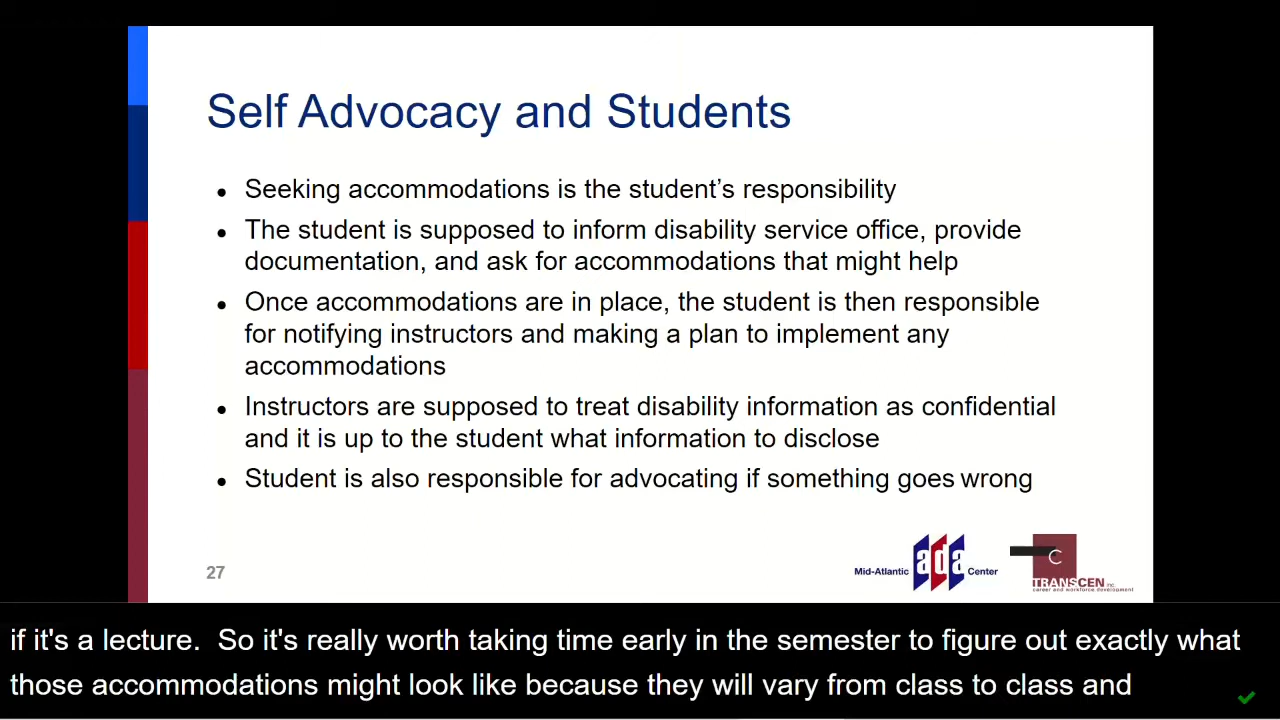 Self Advocacy and Students
• Seeking accommodations is the student’s responsibility
• The student is supposed to inform disability service office, provide
documentation, and ask for accommodations that might help
• Once accommodations are in place, the student is then responsible
for notifying instructors and making a plan to implement any
accommodations
• Instructors are supposed to treat disability information as confidential
and it is up to the student what information to disclose
• Student is also responsible for advocating if something goes wrong
27
Mid-Atlantic ada Center
C
TRANSCEN inc.
career and workforce development
if it's a lecture.  So it's really worth taking time early in the semester to figure out exactly what
those accommodations might look like because they will vary from class to class and